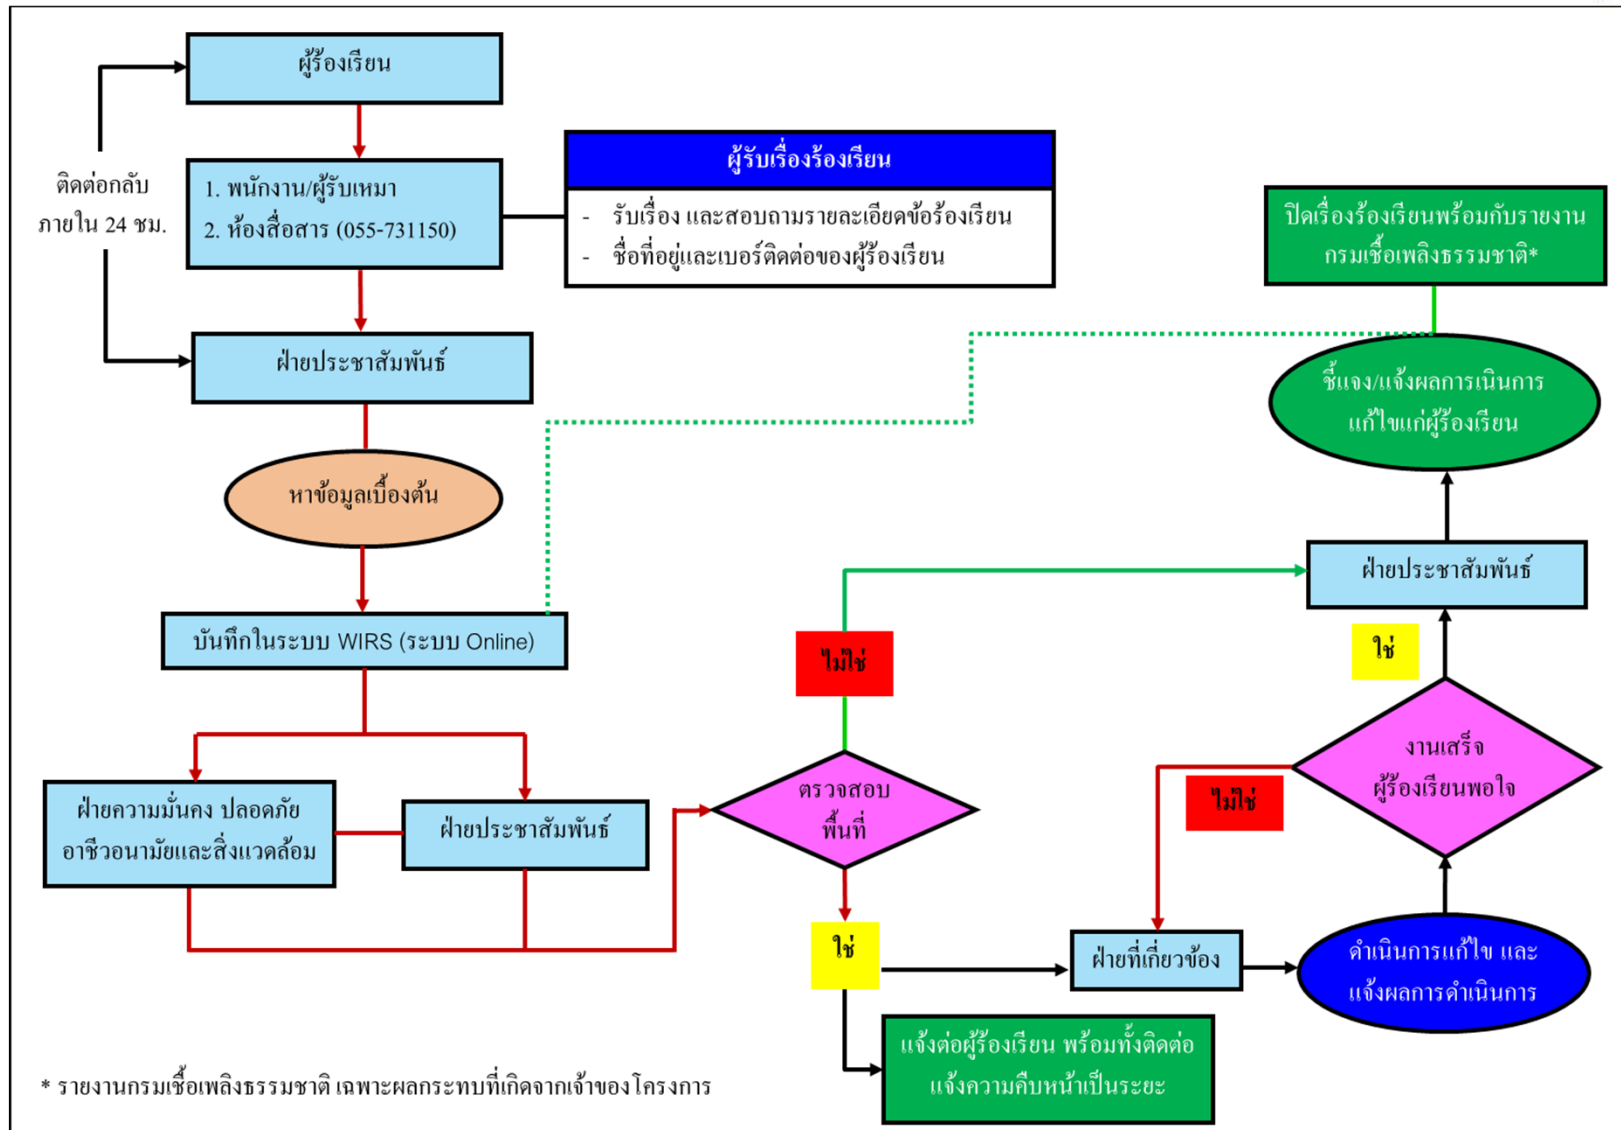 ผู้ร้องเรียน
ติดต่อกลับ
ภายใน 24 ชม.
1. พนักงาน/ผู้รับเหมา
2. ห้องสื่อสาร (055-731150)
ผู้รับเรื่องร้องเรียน
- รับเรื่อง และสอบถามรายละเอียดข้อร้องเรียน
- ชื่อที่อยู่และเบอร์ติดต่อของผู้ร้องเรียน
ฝ่ายประชาสัมพันธ์
หาข้อมูลเบื้องต้น
บันทึกในระบบ WIRS (ระบบ Online)
ฝ่ายความมั่นคง ปลอดภัย
อาชีวอนามัยและสิ่งแวดล้อม
ฝ่ายประชาสัมพันธ์
ตรวจสอบ
พื้นที่
ไม่ใช่
ใช่
แจ้งต่อผู้ร้องเรียน พร้อมทั้งติดต่อ
แจ้งความคืบหน้าเป็นระยะ
ฝ่ายที่เกี่ยวข้อง
ดำเนินการแก้ไข และ
แจ้งผลการดำเนินการ
งานเสร็จ
ผู้ร้องเรียนพอใจ
ไม่ใช่
ใช่
ฝ่ายประชาสัมพันธ์
ชี้แจง/แจ้งผลการเนินการ
แก้ไขแก่ผู้ร้องเรียน
ปิดเรื่องร้องเรียนพร้อมกับรายงาน
กรมเชื้อเพลิงธรรมชาติ*
* รายงานกรมเชื้อเพลิงธรรมชาติ เฉพาะผลกระทบที่เกิดจากเจ้าของโครงการ